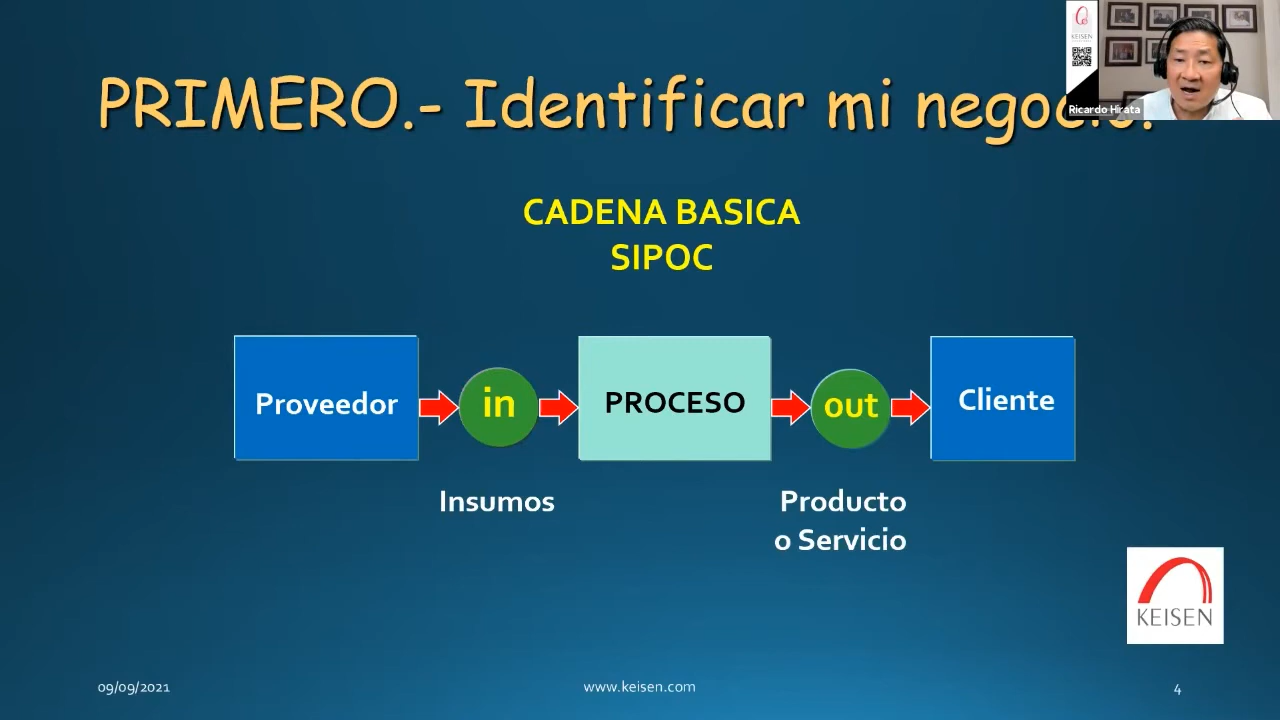 PRIMERO.- Identificar mi negocio.
KEISEN
Ricardo Hirata
CADENA BASICA
SIPOC
Proveedor
in
PROCESO
out
Cliente
Insumos
Producto
o Servicio
KEISEN
09/09/2021
www.keisen.com
4